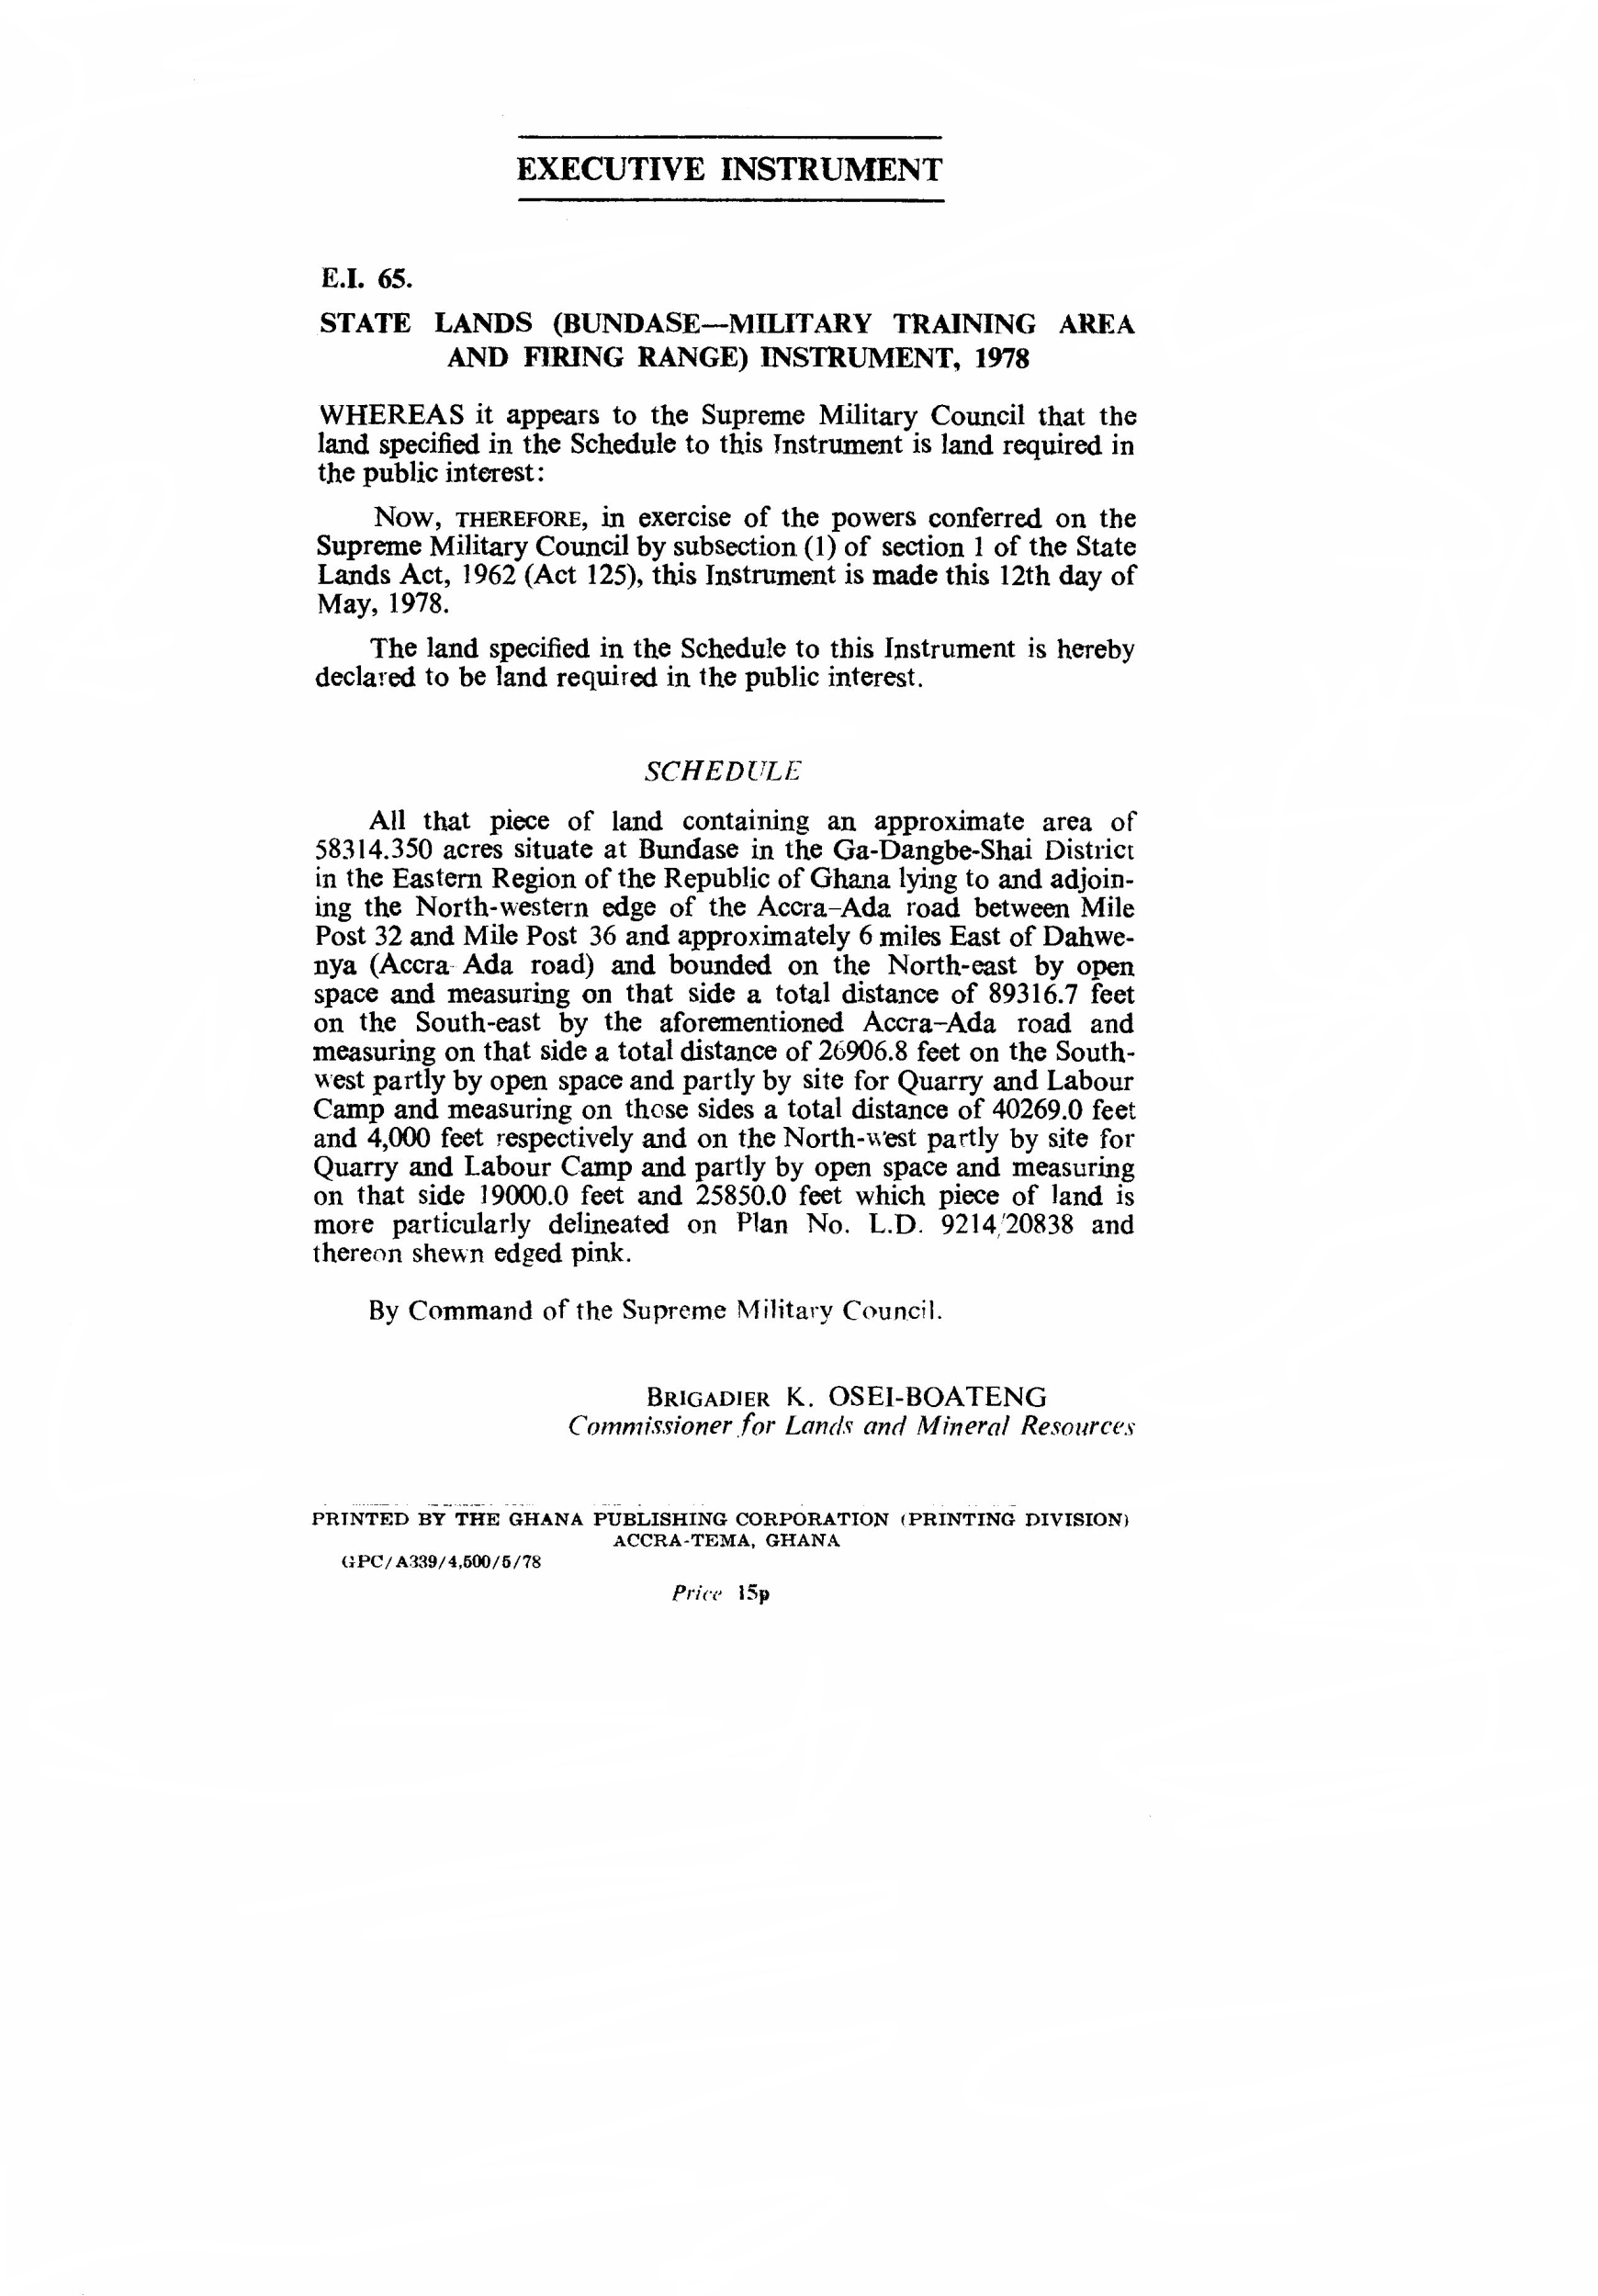 EXECUTIVE INSTRUMENT
E.I. 65.
STATE LANDS (BUNDASE—MILITARY TRAINING AREA
AND FIRING RANGE) INSTRUMENT, 1978
WHEREAS it appears to the Supreme Military Council that the
land specified in the Schedule to this Instrument is land required in
the public interest:
NOW, THEREFORE, in exercise of the powers conferred on the
Supreme Military Council by subsection (1) of section 1 of the State
Lands Act, 1962 (Act 125), this Instrument is made this 12th day of
May, 1978.
The land specified in the Schedule to this Instrument is hereby
declared to be land required in the public interest.
SCHEDULE
All that piece of land containing an approximate area of
58314.350 acres situate at Bundase in the Ga-Dangbe-Shai District
in the Eastern Region of the Republic of Ghana lying to and adjoin-
ing the North-western edge of the Accra–Ada road between Mile
Post 32 and Mile Post 36 and approximately 6 miles East of Dahwe-
nya (Accra-Ada road) and bounded on the North-east by open
space and measuring on that side a total distance of 89316.7 feet
on the South-east by the aforementioned Accra–Ada road and
measuring on that side a total distance of 26906.8 feet on the South-
west partly by open space and partly by site for Quarry and Labour
Camp and measuring on those sides a total distance of 40269.0 feet
and 4,000 feet respectively and on the North-west partly by site for
Quarry and Labour Camp and partly by open space and measuring
on that side 19000.0 feet and 25850.0 feet which piece of land is
more particularly delineated on Plan No. L.D. 9214/20838 and
thereon shewn edged pink.
By Command of the Supreme Military Council.
BRIGADIER K. OSEI-BOATENG
Commissioner for Lands and Mineral Resources
PRINTED BY THE GHANA PUBLISHING CORPORATION (PRINTING DIVISION)
ACCRA-TEMA, GHANA
GPC/A339/4,500/5/78
Price 15p